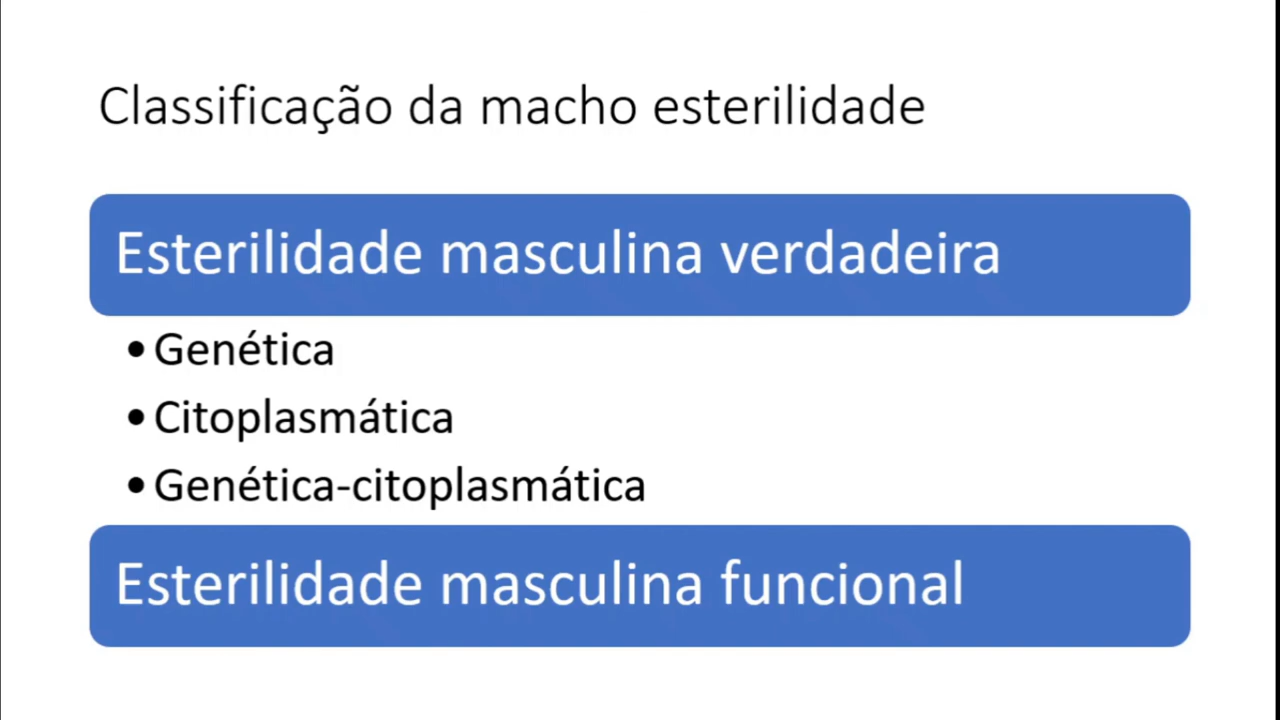 Classificação da macho esterilidade
Esterilidade masculina verdadeira
• Genética
• Citoplasmática
• Genética-citoplasmática
Esterilidade masculina funcional